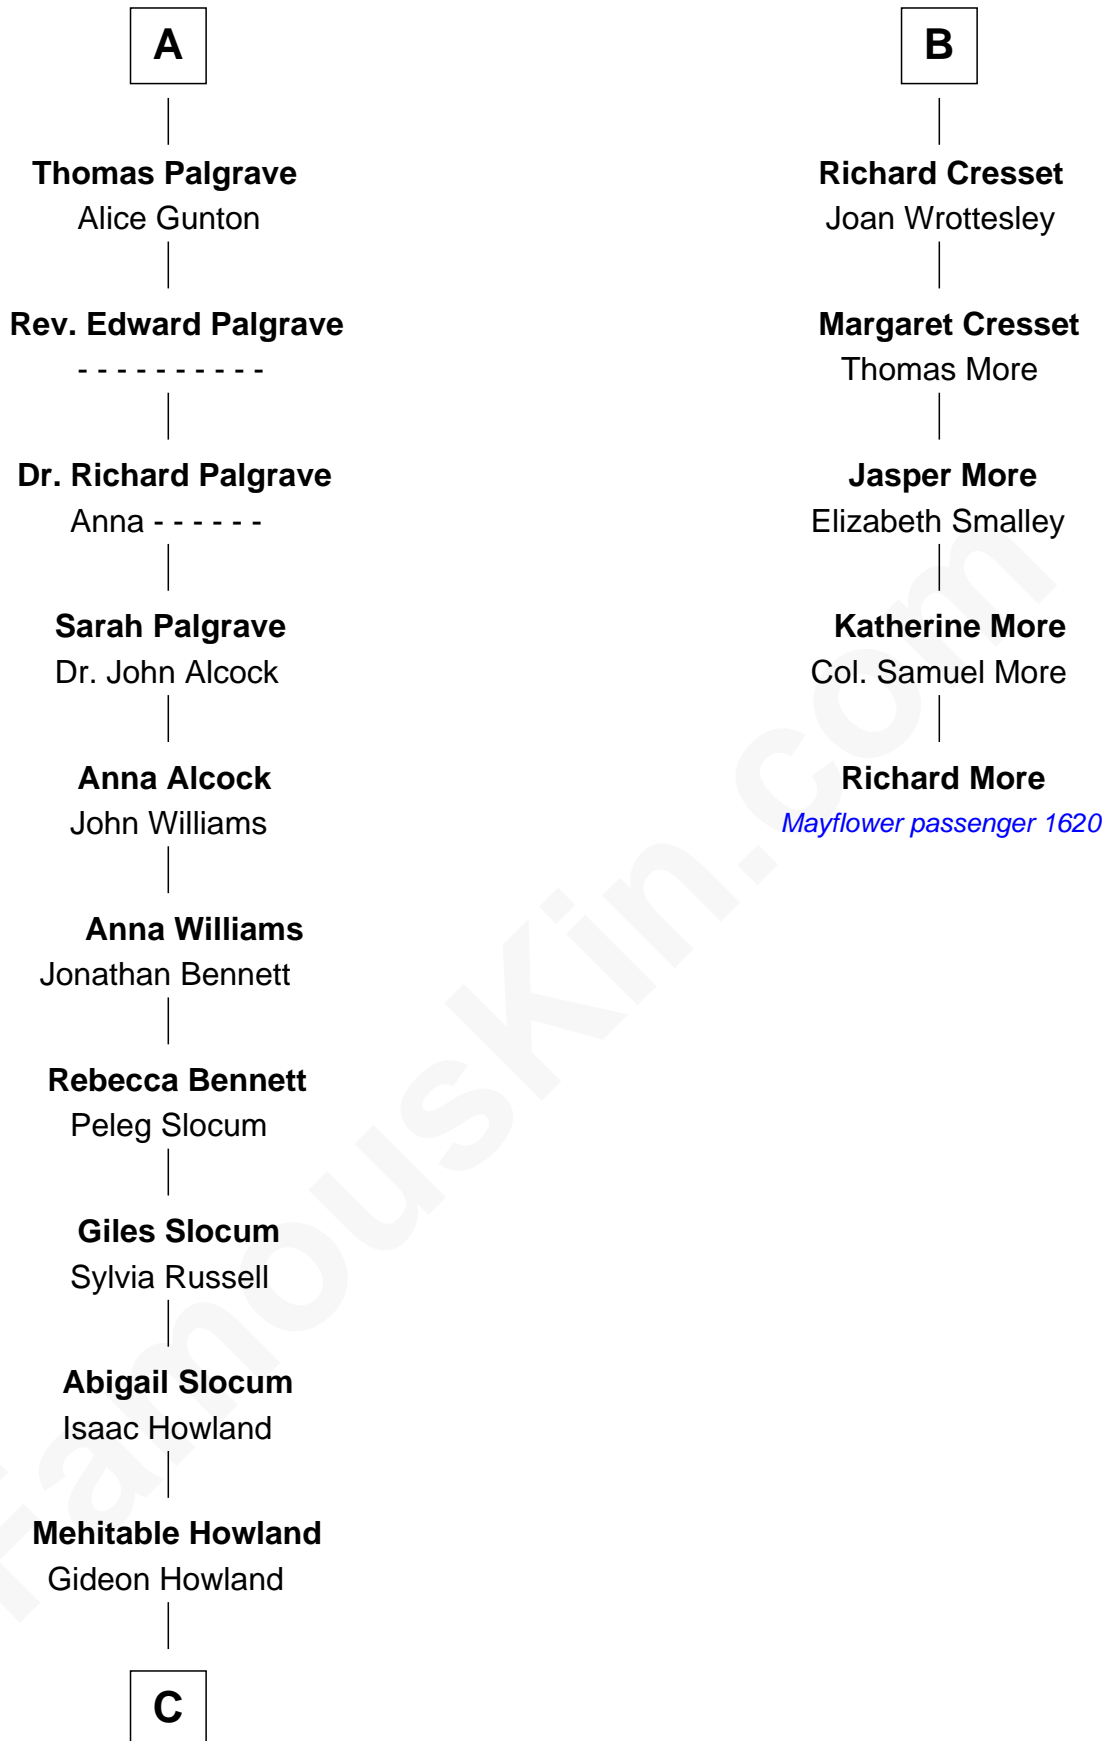 A
Thomas Palgrave
Alice Gunton
Rev. Edward Palgrave
- - - - - - - - - -
Dr. Richard Palgrave
Anna - - - - - -
Sarah Palgrave
Dr. John Alcock
Anna Alcock
John Williams
Anna Williams
Jonathan Bennett
Rebecca Bennett
Peleg Slocum
Giles Slocum
Sylvia Russell
Abigail Slocum
Isaac Howland
Mehitable Howland
Gideon Howland
C
B
Richard Cresset
Joan Wrottesley
Margaret Cresset
Thomas More
Jasper More
Elizabeth Smalley
Katherine More
Col. Samuel More
Richard More
Mayflower passenger 1620
FamousKin.com